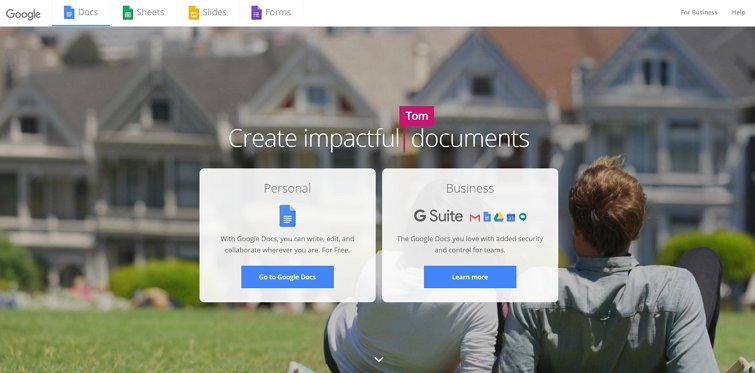 Google
Docs
Sheets
Slides
Forms
For Business
Help
Tom
Create impactful documents
Personal
With Google Docs, you can write, edit, and
collaborate wherever you are. For Free.
Go to Google Docs
Business
G Suite
The Google Docs you love with added security
and control for teams.
Learn more